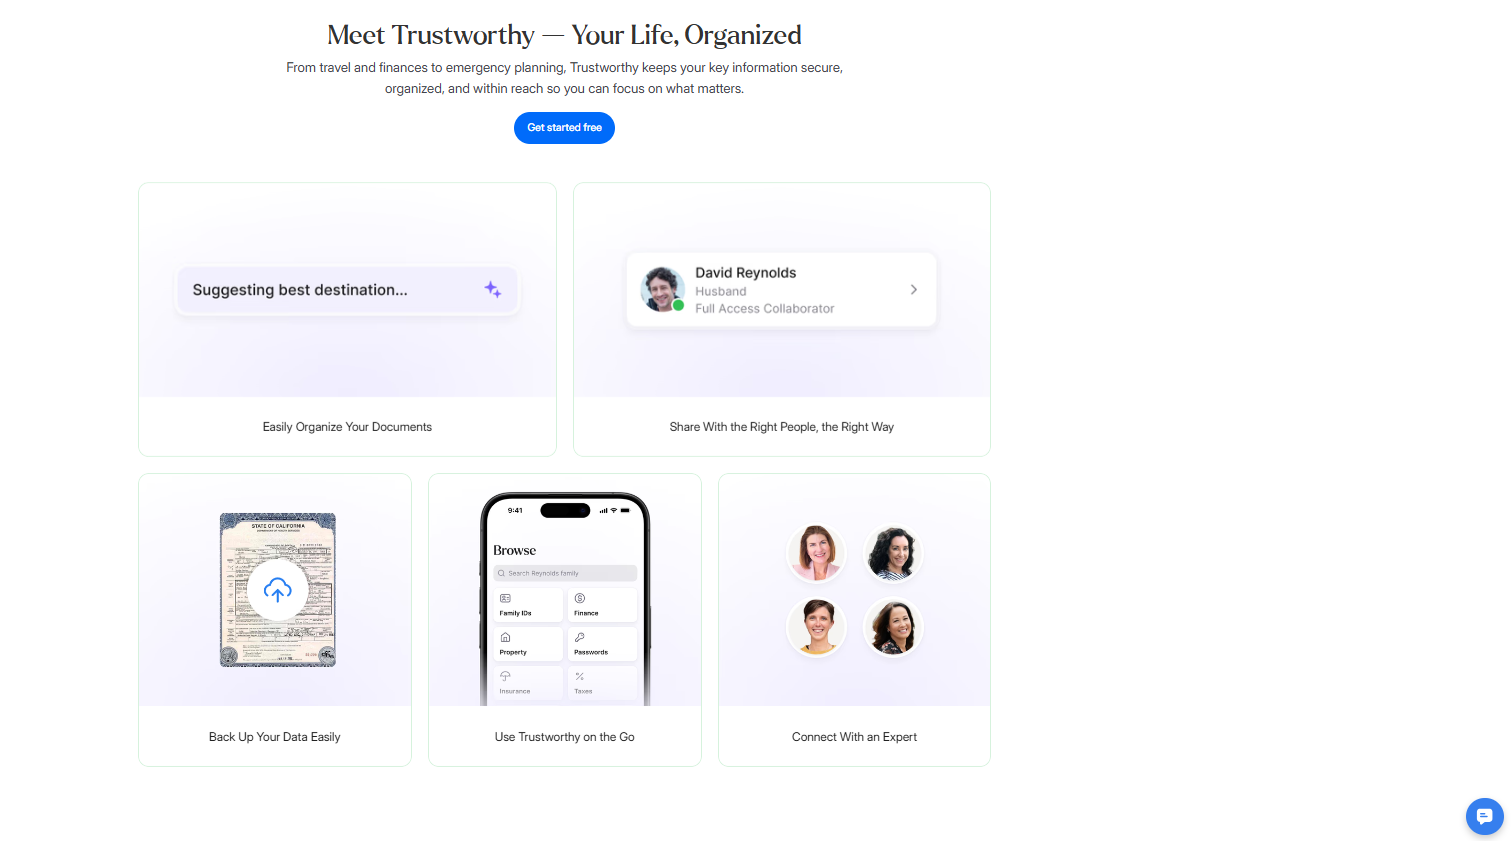 Meet Trustworthy — Your Life, Organized
From travel and finances to emergency planning, Trustworthy keeps your key information secure,
organized, and within reach so you can focus on what matters.
Get started free
Suggesting best destination...
Easily Organize Your Documents
David Reynolds
Husband
Full Access Collaborator
Share With the Right People, the Right Way
STATE OF CALIFORNIA
Back Up Your Data Easily
9:41
Browse
Search Reynolds family
Family IDs
Finance
Property
Passwords
Insurance
Taxes
Use Trustworthy on the Go
Connect With an Expert